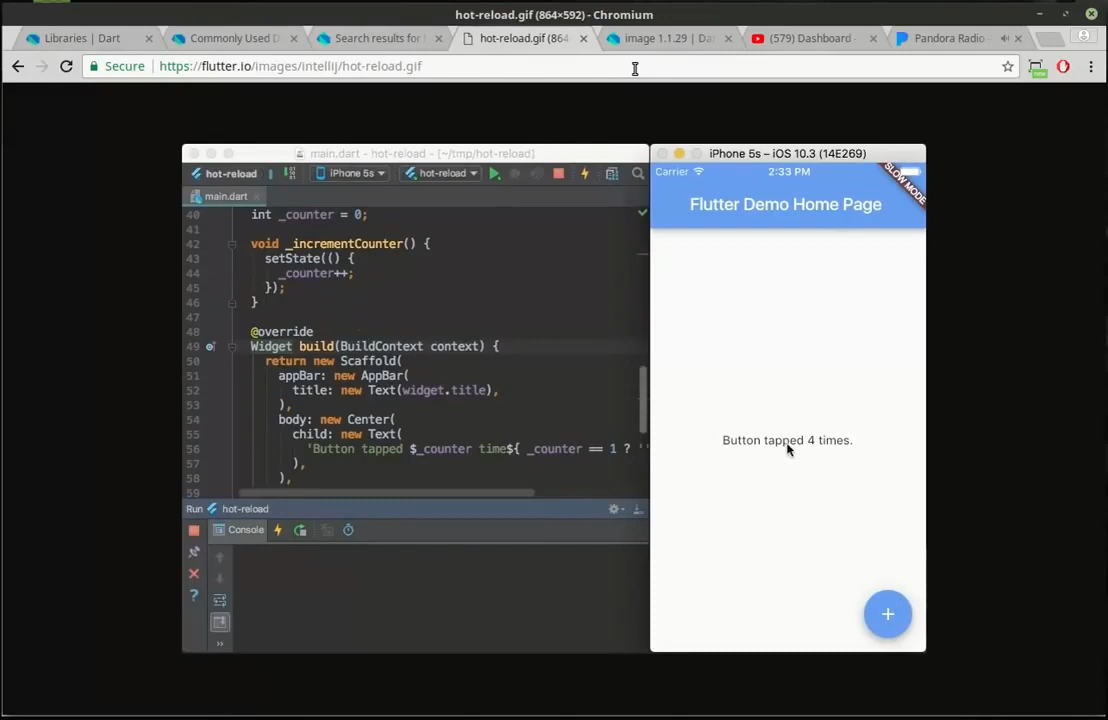 hot-reload.gif (864×592) - Chromium
Libraries | Dart
Commonly Used D
Search results for
hot-reload.gif (864
image 1.1.29 | Da
(579) Dashboard -
Pandora Radio -
Secure | https://flutter.io/images/intellij/hot-reload.gif
new
main.dart - hot-reload - [~/tmp/hot-reload]
iPhone 5s – iOS 10.3 (14E269)
hot-reload
iPhone 5s
hot-reload
Carrier
2:33 PM
SLOW MODE
main.dart
Flutter Demo Home Page
40 int _counter = 0;
41
42 void _incrementCounter() {
43 setState(() {
44 _counter++;
45 });
46 }
47
48 @override
49 Widget build(BuildContext context) {
50 return new Scaffold(
51 appBar: new AppBar(
52 title: new Text(widget.title),
53 ),
54 body: new Center(
55 child: new Text(
56 'Button tapped $_counter time${ _counter == 1 ? ''
57 ),
58 ),
59
Button tapped 4 times.
Run hot-reload
Console